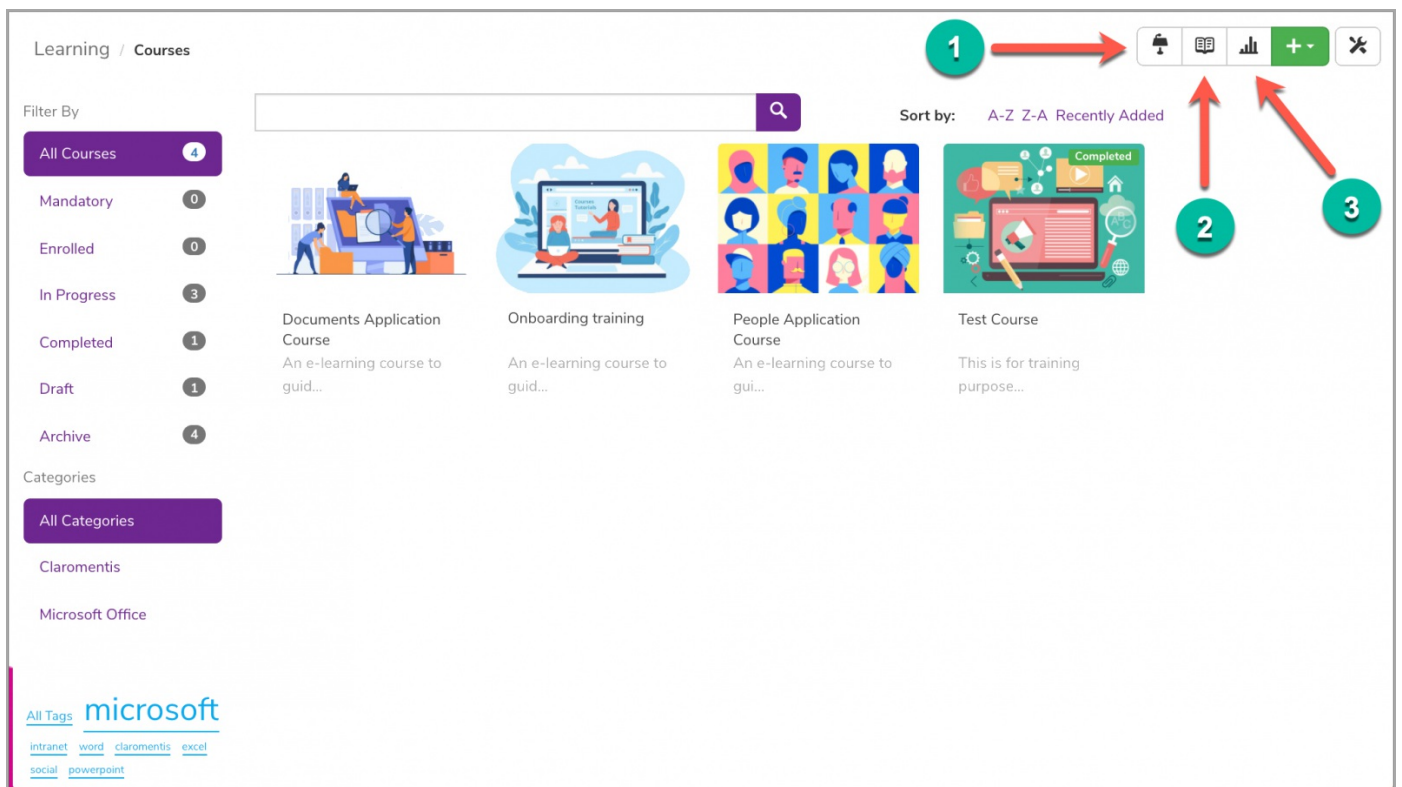 Learning / Courses
1
2
3
Filter By
Sort by: A-Z Z-A Recently Added
All Courses 4
Mandatory 0
Enrolled 0
In Progress 3
Completed 1
Draft 1
Archive 4
Courses
Tutorials
Completed
Documents Application
Course
An e-learning course to
guid...
Onboarding training
An e-learning course to
guid...
People Application
Course
An e-learning course to
gui...
Test Course
This is for training
purpose...
Categories
All Categories
Claromentis
Microsoft Office
All Tags microsoft
intranet word claromentis excel
social powerpoint